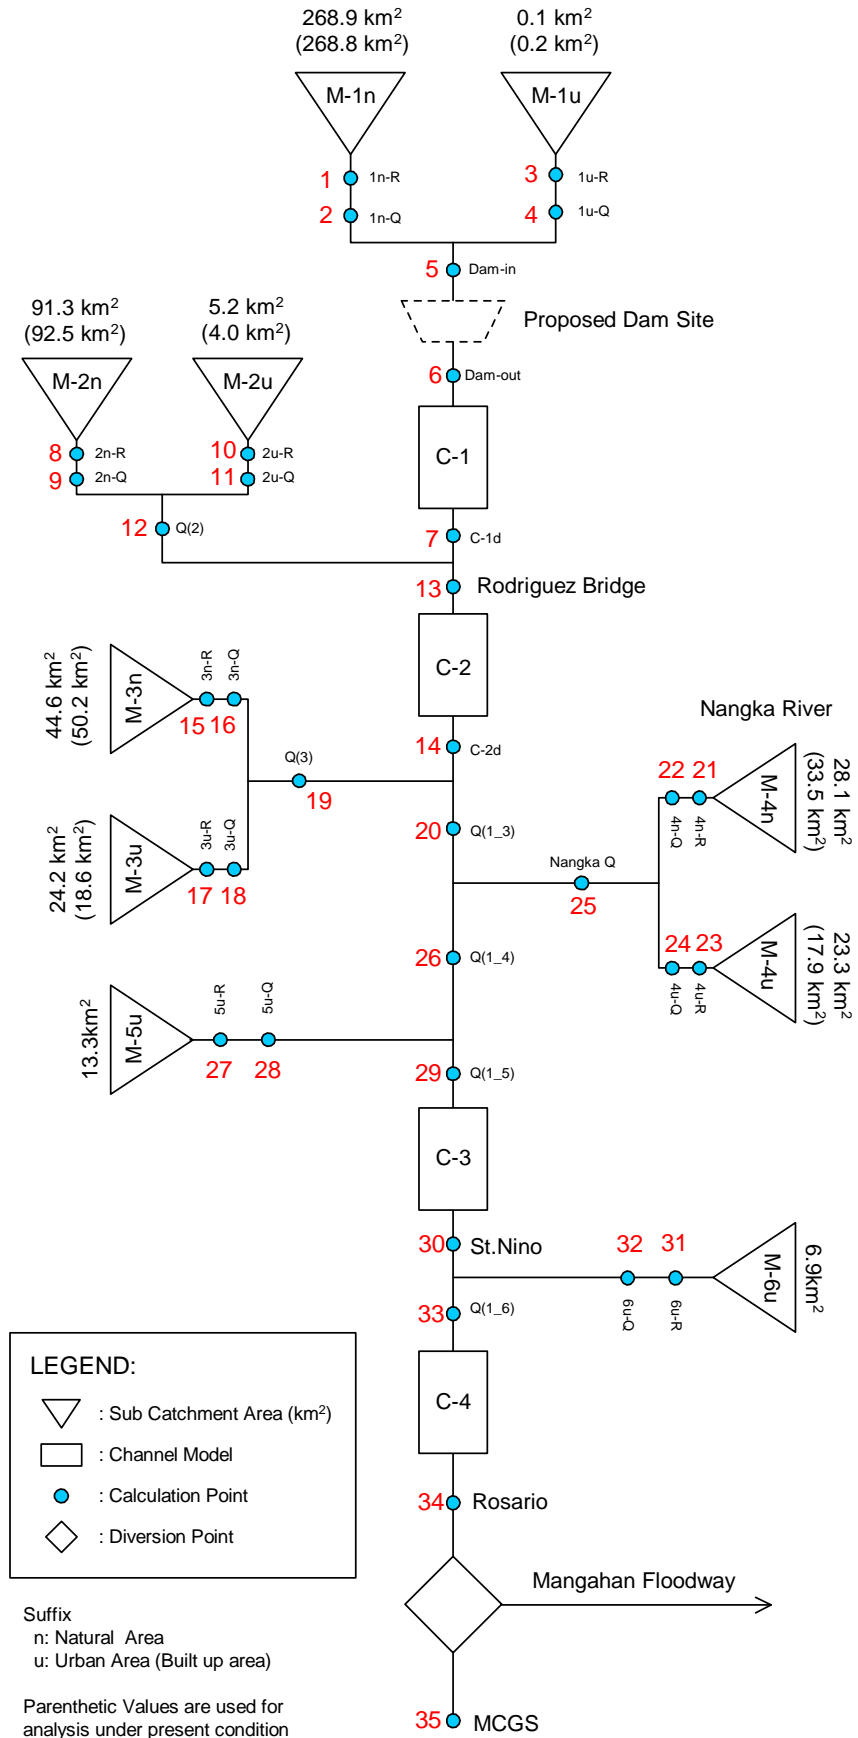 268.9 km²
(268.8 km²)
0.1 km²
(0.2 km²)
M-1n
M-1u
1
1n-R
2
1n-Q
3
1u-R
4
1u-Q
5
Dam-in
Proposed Dam Site
6
Dam-out
91.3 km²
(92.5 km²)
5.2 km²
(4.0 km²)
M-2n
M-2u
8
2n-R
9
2n-Q
10
2u-R
11
2u-Q
12
Q(2)
C-1
7
C-1d
13
Rodriguez Bridge
C-2
14
C-2d
44.6 km²
(50.2 km²)
M-3n
3n-R
3n-Q
15
16
Q(3)
19
24.2 km²
(18.6 km²)
M-3u
3u-R
3u-Q
17
18
20
Q(1_3)
Nangka River
22
21
4n-Q
4n-R
M-4n
28.1 km²
(33.5 km²)
Nangka Q
25
24
23
4u-Q
4u-R
M-4u
23.3 km²
(17.9 km²)
26
Q(1_4)
13.3km²
M-5u
5u-R
5u-Q
27
28
29
Q(1_5)
C-3
30
St.Nino
32
31
6u-Q
6u-R
M-6u
6.9km²
33
Q(1_6)
C-4
34
Rosario
Mangahan Floodway
35
MCGS
LEGEND:
: Sub Catchment Area (km²)
: Channel Model
: Calculation Point
: Diversion Point
Suffix
n: Natural Area
u: Urban Area (Built up area)
Parenthetic Values are used for
analysis under present condition